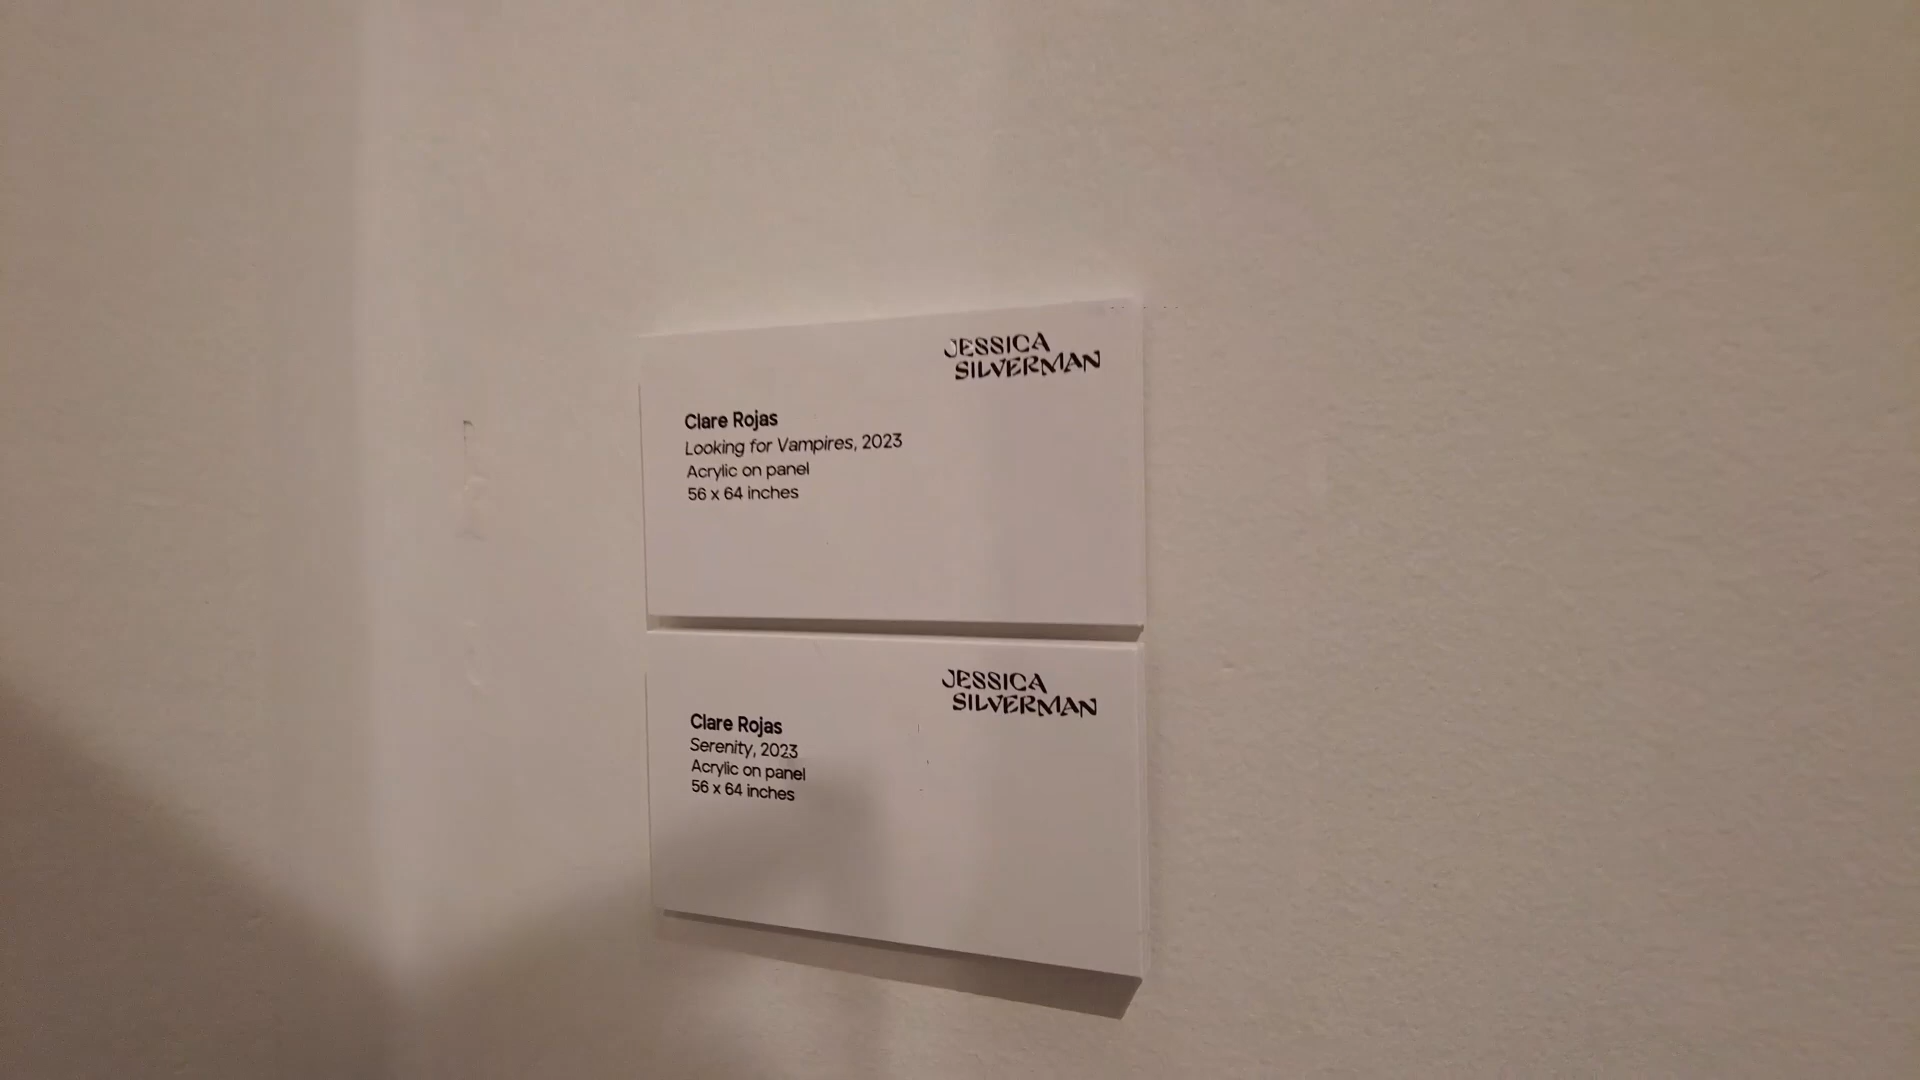 JESSICA
SILVERMAN
Clare Rojas
Looking for Vampires, 2023
Acrylic on panel
56 x 64 inches
JESSICA
SILVERMAN
Clare Rojas
Serenity, 2023
Acrylic on panel
56 x 64 inches